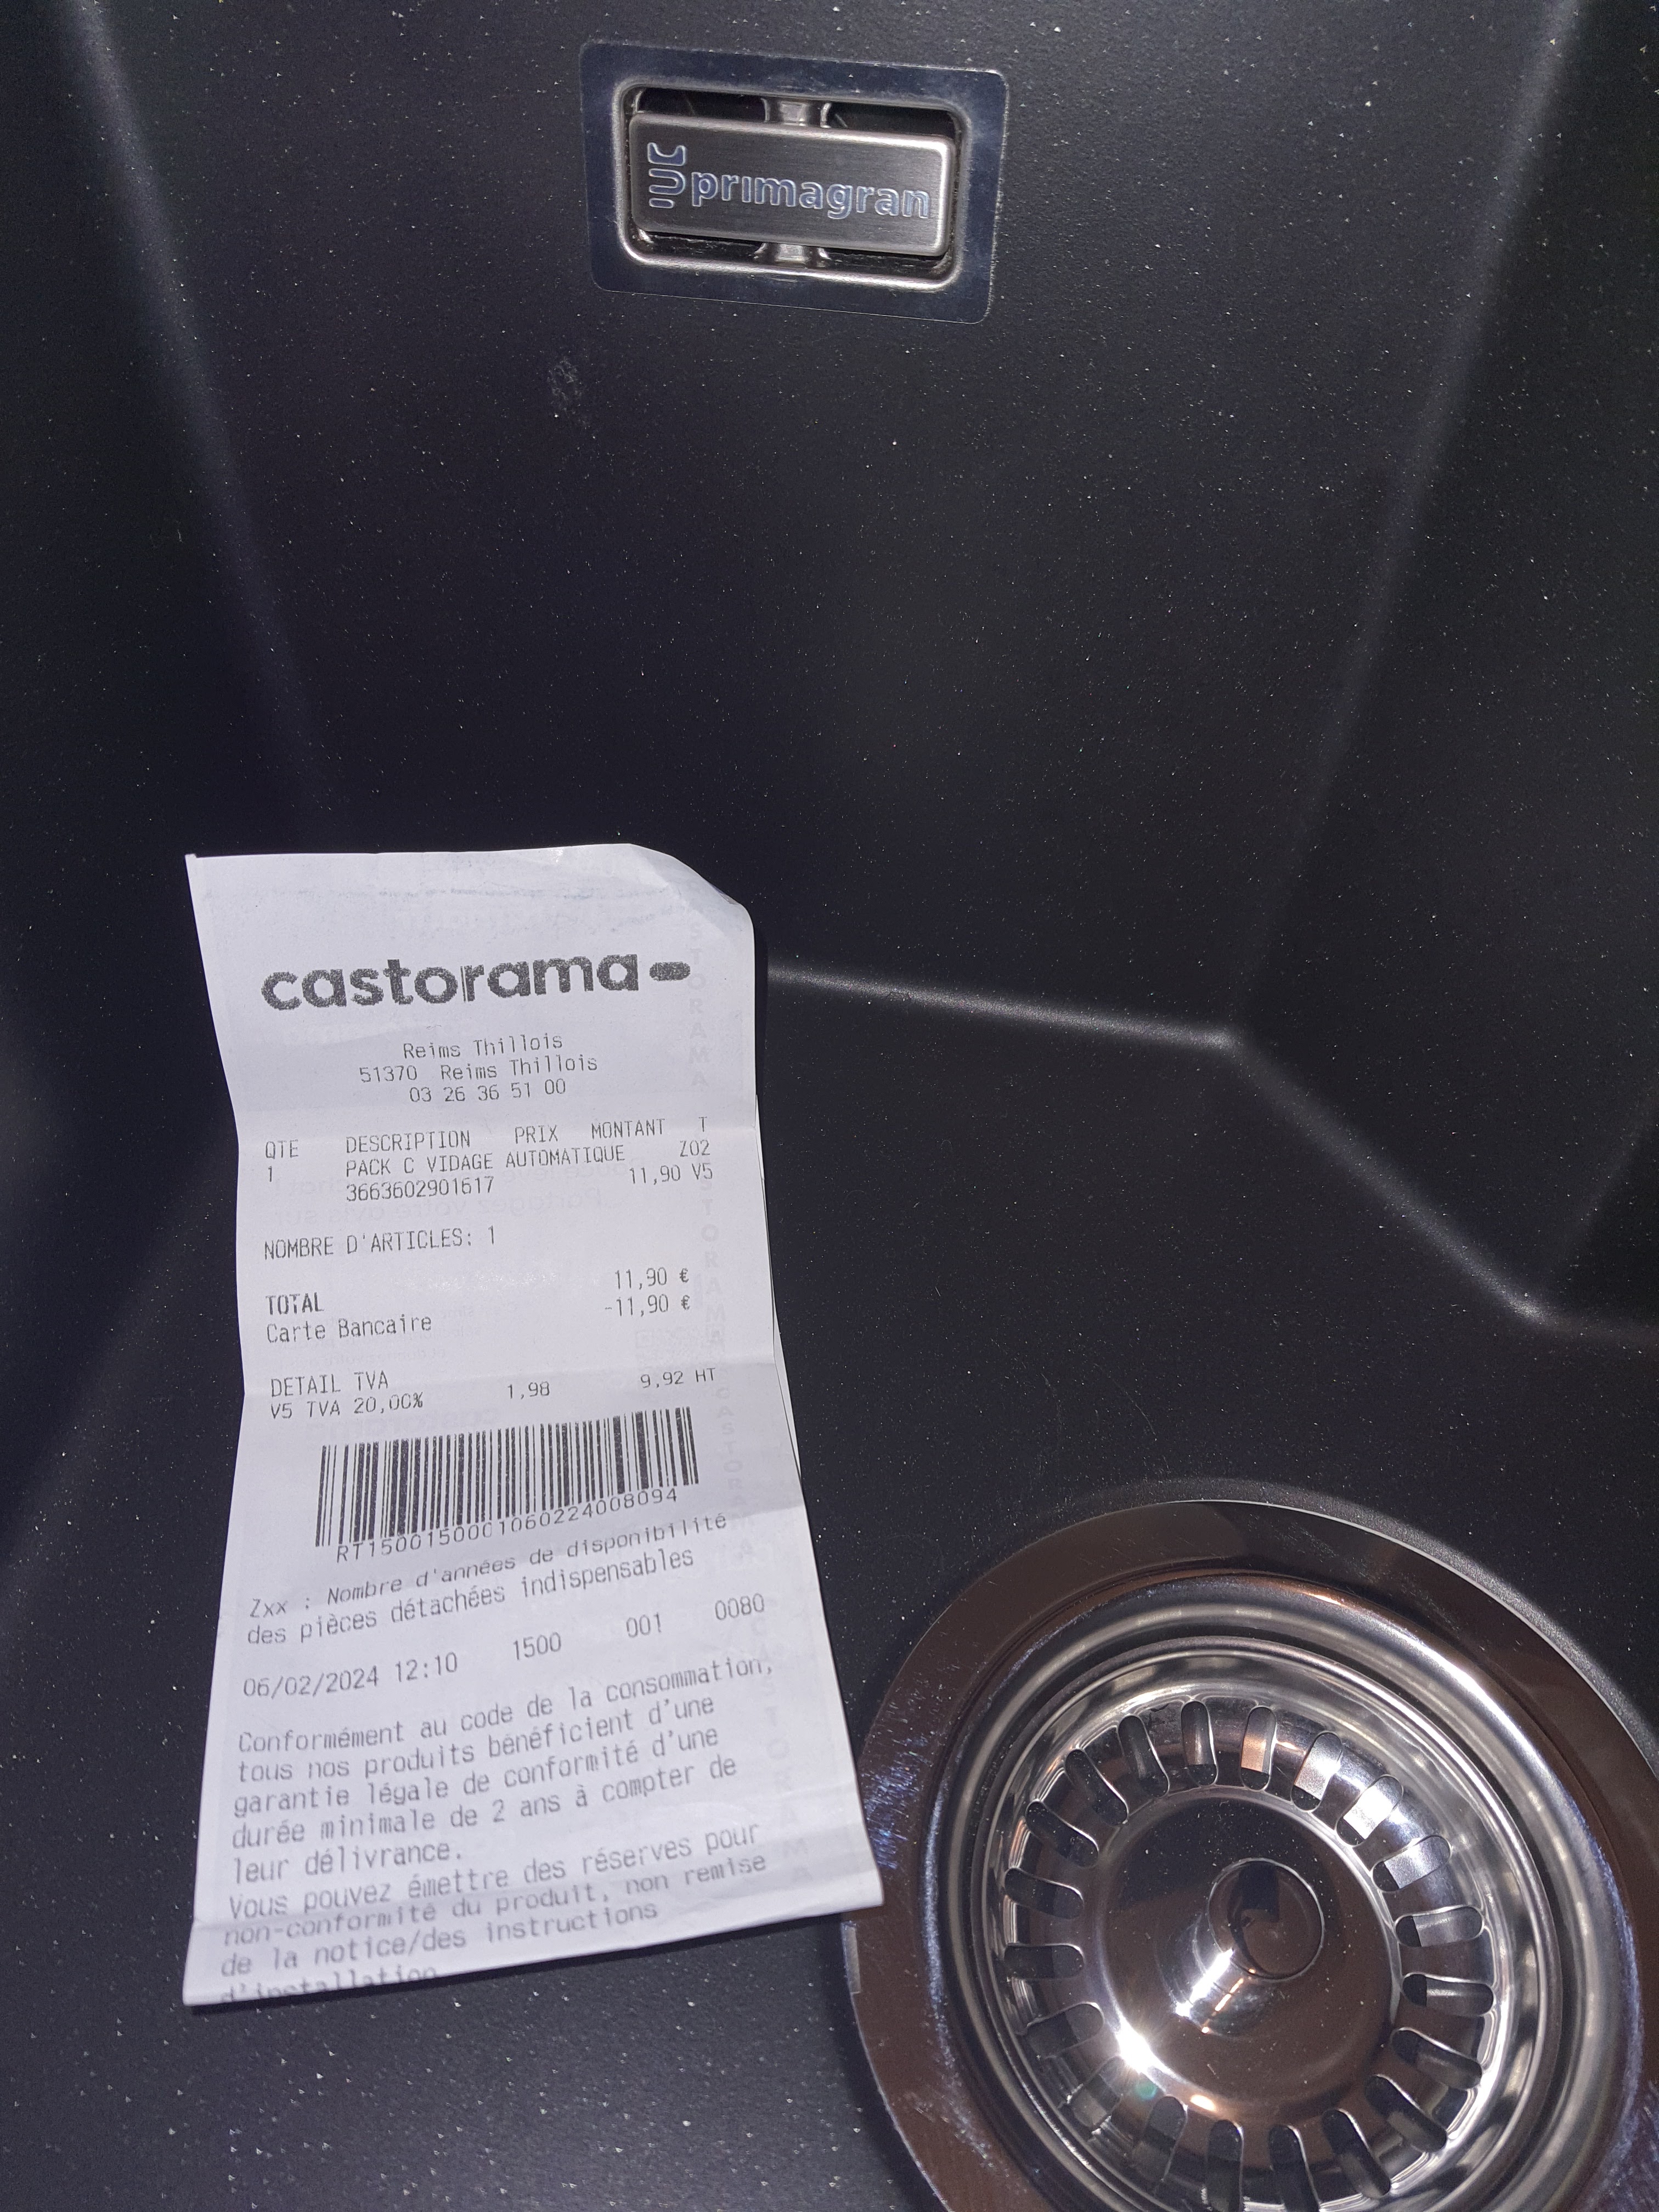 primagran
castorama
Reims Thillois
51370 Reims Thillois
03 26 36 51 00
QTE DESCRIPTION PRIX MONTANT T
1 PACK C VIDAGE AUTOMATIQUE Z02
3663602901617 11,90 V5
NOMBRE D'ARTICLES: 1
TOTAL 11,90 €
Carte Bancaire -11,90 €
DETAIL TVA
V5 TVA 20,00% 1,98 9,92 HT
RT1500150001060224008094
Zxx : Nombre d'années de disponibilité
des pièces détachées indispensables
06/02/2024 12:10 1500 001 0080
Conformément au code de la consommation,
tous nos produits bénéficient d'une
garantie légale de conformité d'une
durée minimale de 2 ans à compter de
leur délivrance.
Vous pouvez émettre des réserves pour
non-conformité du produit, non remise
de la notice/des instructions
d'installation